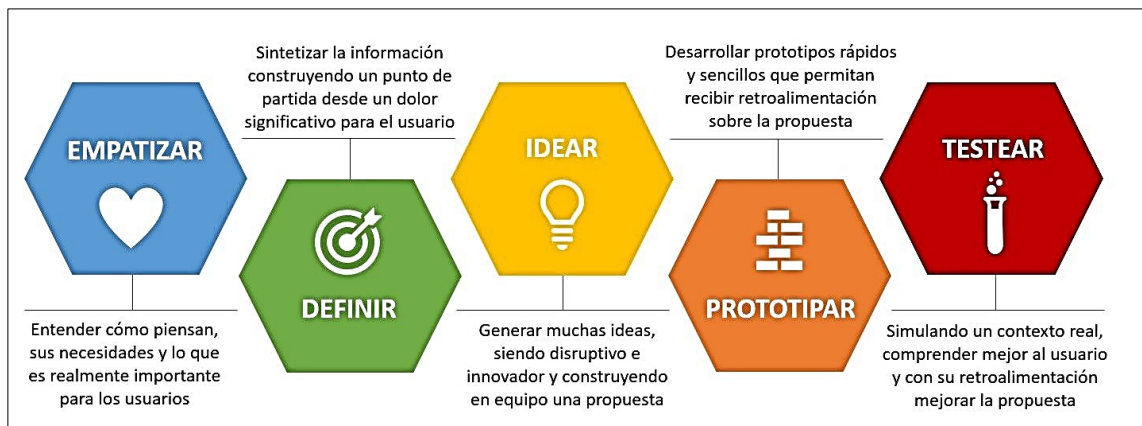 EMPATIZAR
Entender cómo piensan,
sus necesidades y lo que
es realmente importante
para los usuarios
Sintetizar la información
construyendo un punto de
partida desde un dolor
significativo para el usuario
DEFINIR
IDEAR
Generar muchas ideas,
siendo disruptivo e
innovador y construyendo
en equipo una propuesta
Desarrollar prototipos rápidos
y sencillos que permitan
recibir retroalimentación
sobre la propuesta
PROTOTIPAR
TESTEAR
Simulando un contexto real,
comprender mejor al usuario
y con su retroalimentación
mejorar la propuesta